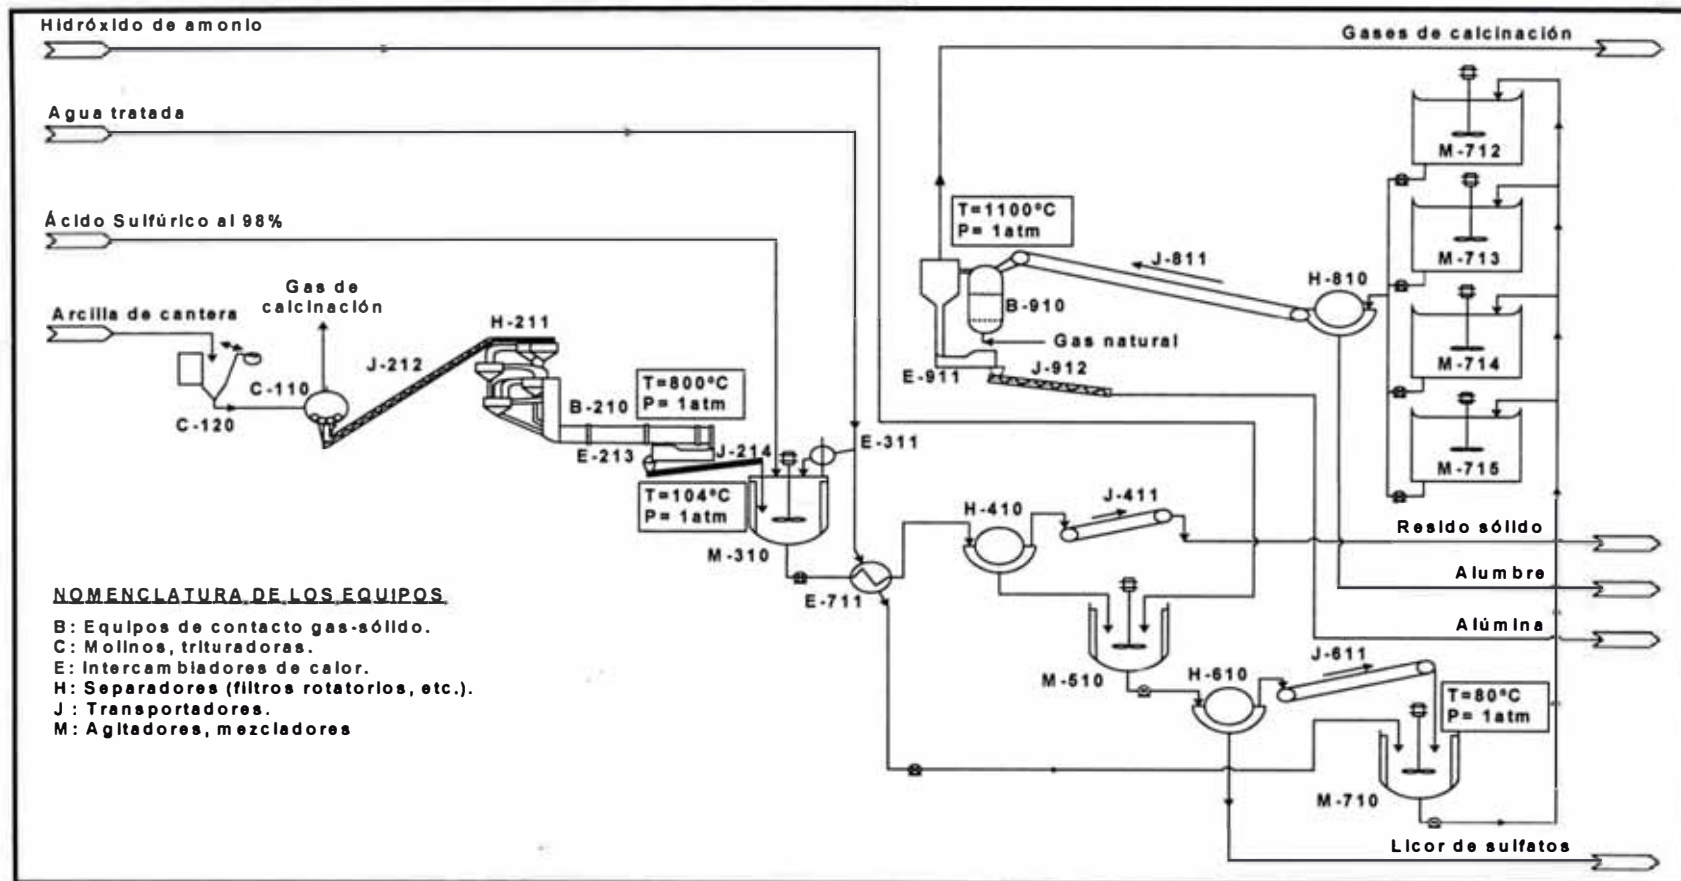 Hidróxido de amonio
Gases de calcinación
Agua tratada
M-712
Ácido Sulfúrico al 98%
T=1100ºC
P= 1atm
J-811
H-810
M-713
Gas de
calcinación
Arcilla de cantera
H-211
J-212
B-910
Gas natural
E-911
J-912
M-714
C-110
C-120
T=800ºC
P= 1atm
B-210
E-213
J-214
E-311
M-715
T=104ºC
P= 1atm
M-310
H-410
J-411
Resido sólido
E-711
Alumbre
NOMENCLATURA DE LOS EQUIPOS
B: Equipos de contacto gas-sólido.
C: Molinos, trituradoras.
E: Intercambiadores de calor.
H: Separadores (filtros rotatorios, etc.).
J : Transportadores.
M: Agitadores, mezcladores
Alúmina
M-510
H-610
J-611
T=80ºC
P= 1atm
M-710
Licor de sulfatos